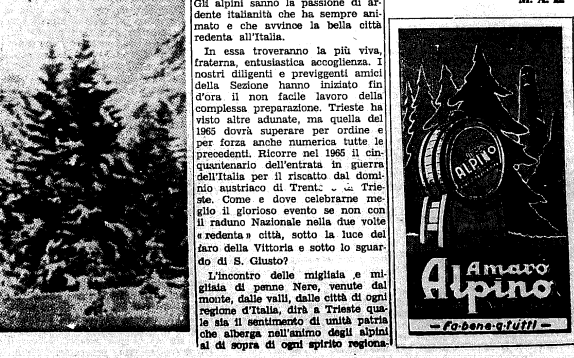 Gli alpini sanno la passione di ar-
dente italianità che ha sempre ani-
mato e che avvince la bella città
redenta all'Italia.
In essa troveranno la più viva,
fraterna, entusiastica accoglienza. I
nostri diligenti e previggenti amici
della Sezione hanno iniziato fin
d'ora il non facile lavoro della
complessa preparazione. Trieste ha
visto altre adunate, ma quella del
1965 dovrà superare per ordine e
per forza anche numerica tutte le
precedenti. Ricorre nel 1965 il cin-
quantenario dell'entrata in guerra
dell'Italia per il riscatto dal domi-
nio austriaco di Trento Trie-
ste. Come e dove celebrarne me-
glio il glorioso evento se non con
il raduno Nazionale nella due volte
« redenta » città, sotto la luce del
faro della Vittoria e sotto lo sguar-
do di S. Giusto?
L'incontro delle migliaia e mi-
gliaia di penne Nere, venute dal
monte, dalle valli, dalle città di ogni
regione d'Italia, dirà a Trieste qua-
le sia il sentimento di unità patria
che alberga nell'animo degli alpini
al di sopra di ogni spirito regiona-
ALPINO
Amaro
Alpino
- fa bene a tutti -